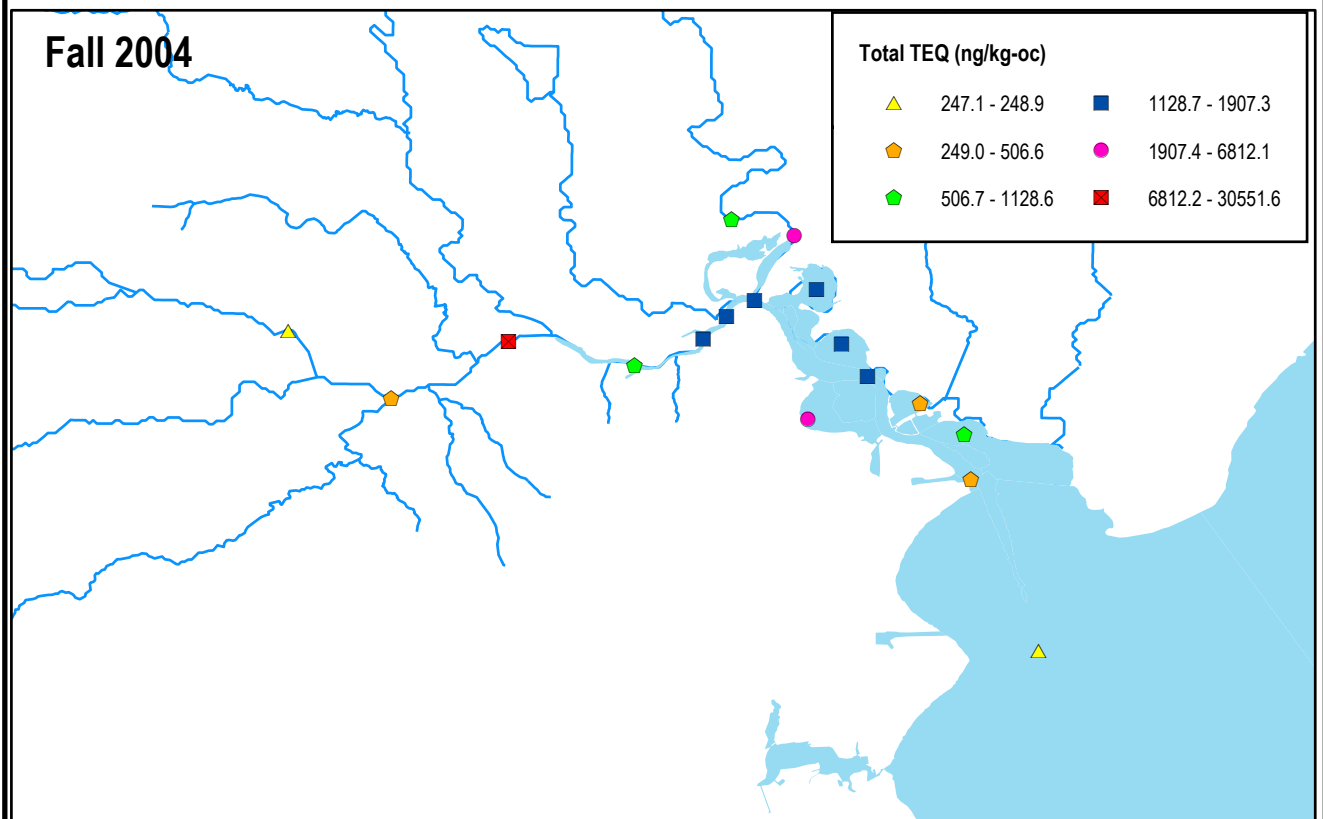 Fall 2004
Total TEQ (ng/kg-oc)
247.1 - 248.9
1128.7 - 1907.3
249.0 - 506.6
1907.4 - 6812.1
506.7 - 1128.6
6812.2 - 30551.6